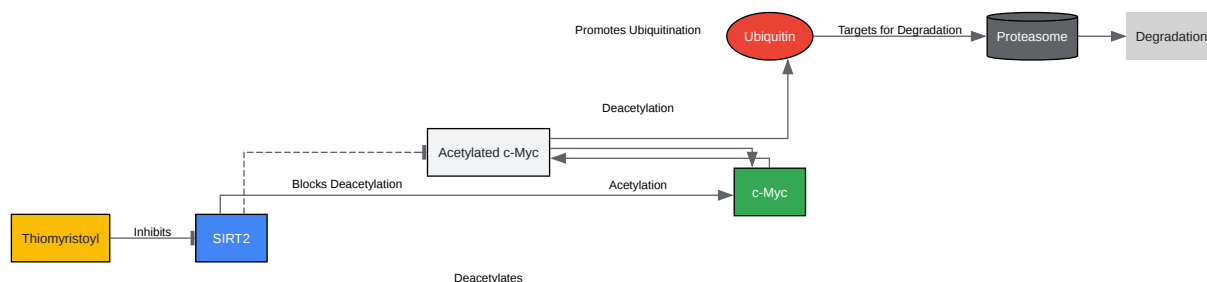 Promotes Ubiquitination
Ubiquitin
Targets for Degradation
Proteasome
Degradation
Deacetylation
Acetylated c-Myc
Blocks Deacetylation
Acetylation
c-Myc
Thiomyristoyl
Inhibits
SIRT2
Deacetylates